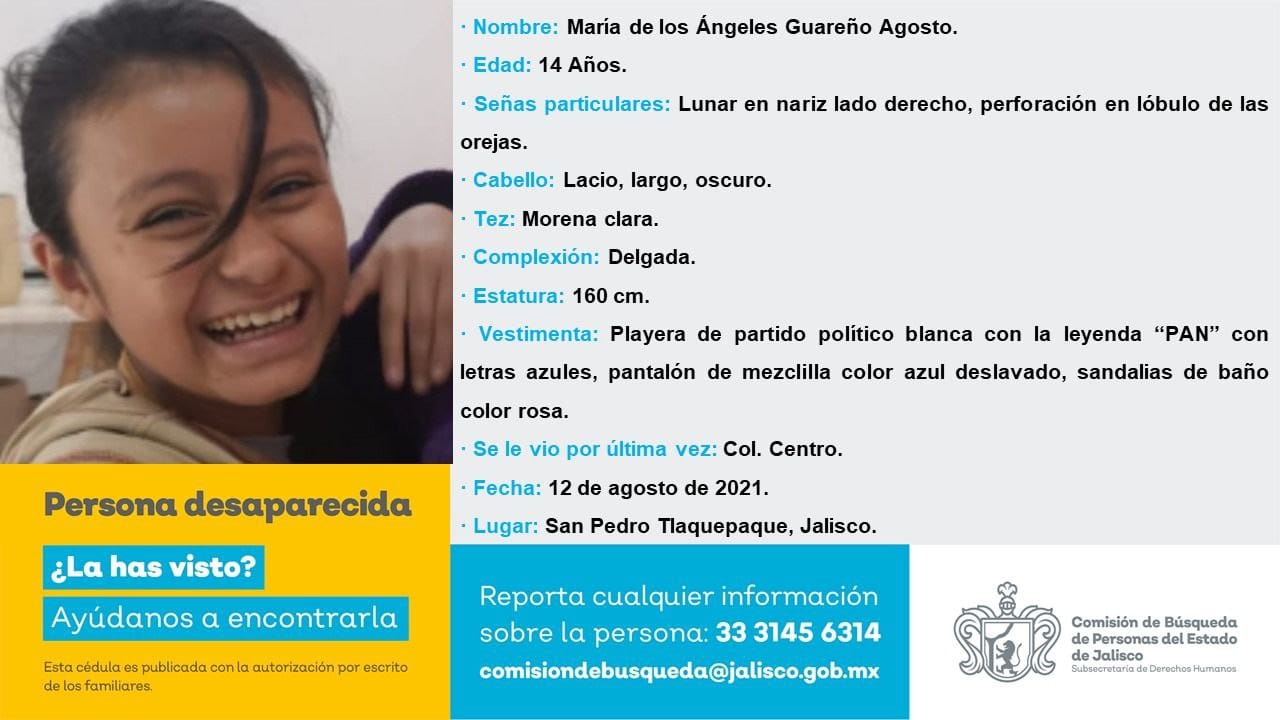 · Nombre: María de los Ángeles Guareño Agosto.
· Edad: 14 Años.
· Señas particulares: Lunar en nariz lado derecho, perforación en lóbulo de las
orejas.
· Cabello: Lacio, largo, oscuro.
· Tez: Morena clara.
· Complexión: Delgada.
· Estatura: 160 cm.
· Vestimenta: Playera de partido político blanca con la leyenda “PAN” con
letras azules, pantalón de mezclilla color azul deslavado, sandalias de baño
color rosa.
· Se le vio por última vez: Col. Centro.
· Fecha: 12 de agosto de 2021.
· Lugar: San Pedro Tlaquepaque, Jalisco.
Persona desaparecida
¿La has visto?
Ayúdanos a encontrarla
Esta cédula es publicada con la autorización por escrito
de los familiares.
Reporta cualquier información
sobre la persona: 33 3145 6314
comisiondebusqueda@jalisco.gob.mx
Comisión de Búsqueda
de Personas del Estado
de Jalisco
Subsecretaría de Derechos Humanos